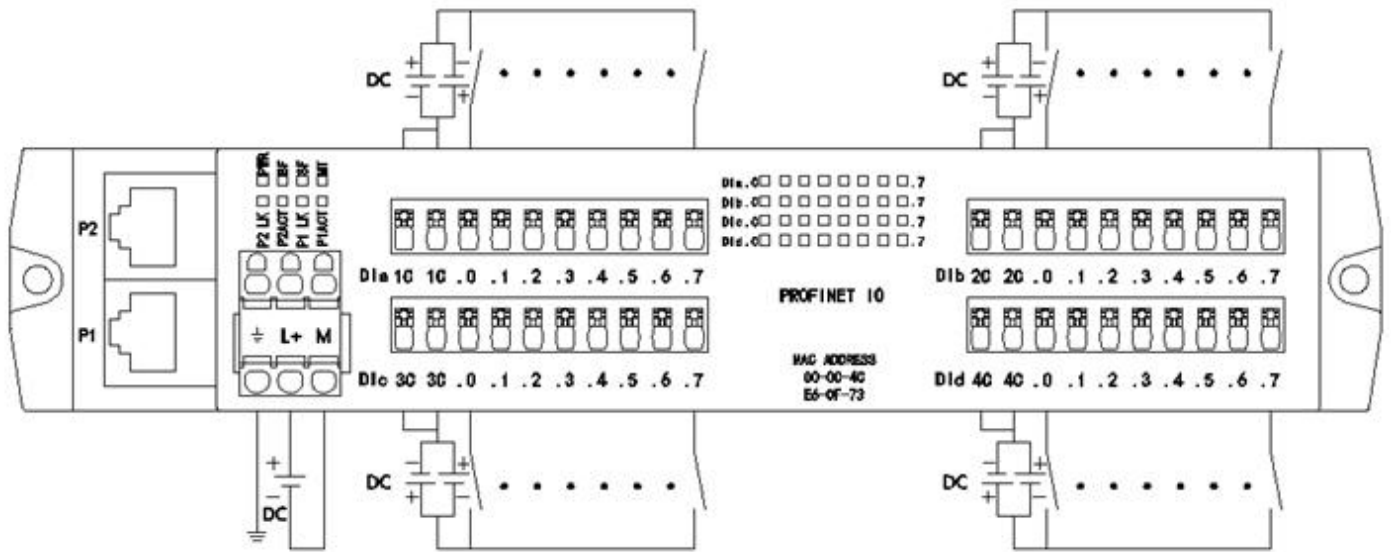 DC + − − +
DC + − − +
PWR BF SF MT
P2 LK P2ACT P1 LK P1ACT
DIa.0 .7
DIb.0 .7
DIc.0 .7
DId.0 .7
P2
DIa 1C 1C .0 .1 .2 .3 .4 .5 .6 .7
DIb 2C 2C .0 .1 .2 .3 .4 .5 .6 .7
PROFINET IO
P1
L+ M
MAC ADDRESS
00-00-4C
E6-0F-73
DIc 3C 3C .0 .1 .2 .3 .4 .5 .6 .7
DId 4C 4C .0 .1 .2 .3 .4 .5 .6 .7
DC − + + −
DC − + + −
+ −
DC